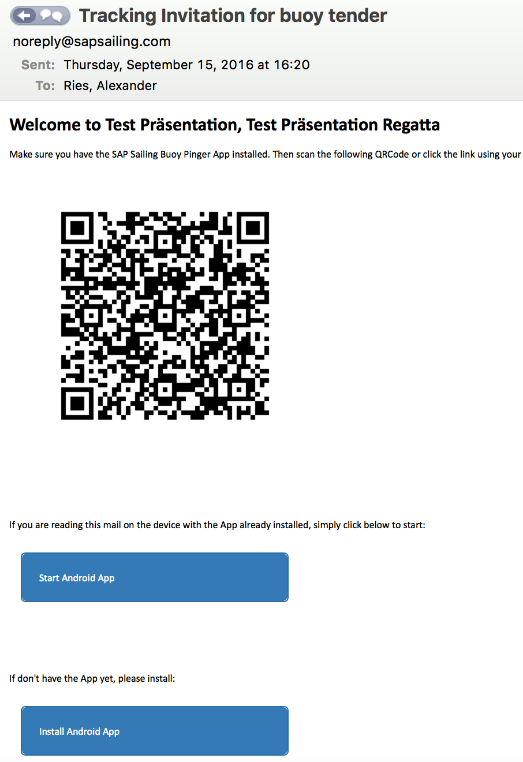 Tracking Invitation for buoy tender
noreply@sapsailing.com
Sent: Thursday, September 15, 2016 at 16:20
To: Ries, Alexander
Welcome to Test Präsentation, Test Präsentation Regatta
Make sure you have the SAP Sailing Buoy Pinger App installed. Then scan the following QRCode or click the link using your
If you are reading this mail on the device with the App already installed, simply click below to start:
Start Android App
If don't have the App yet, please install:
Install Android App